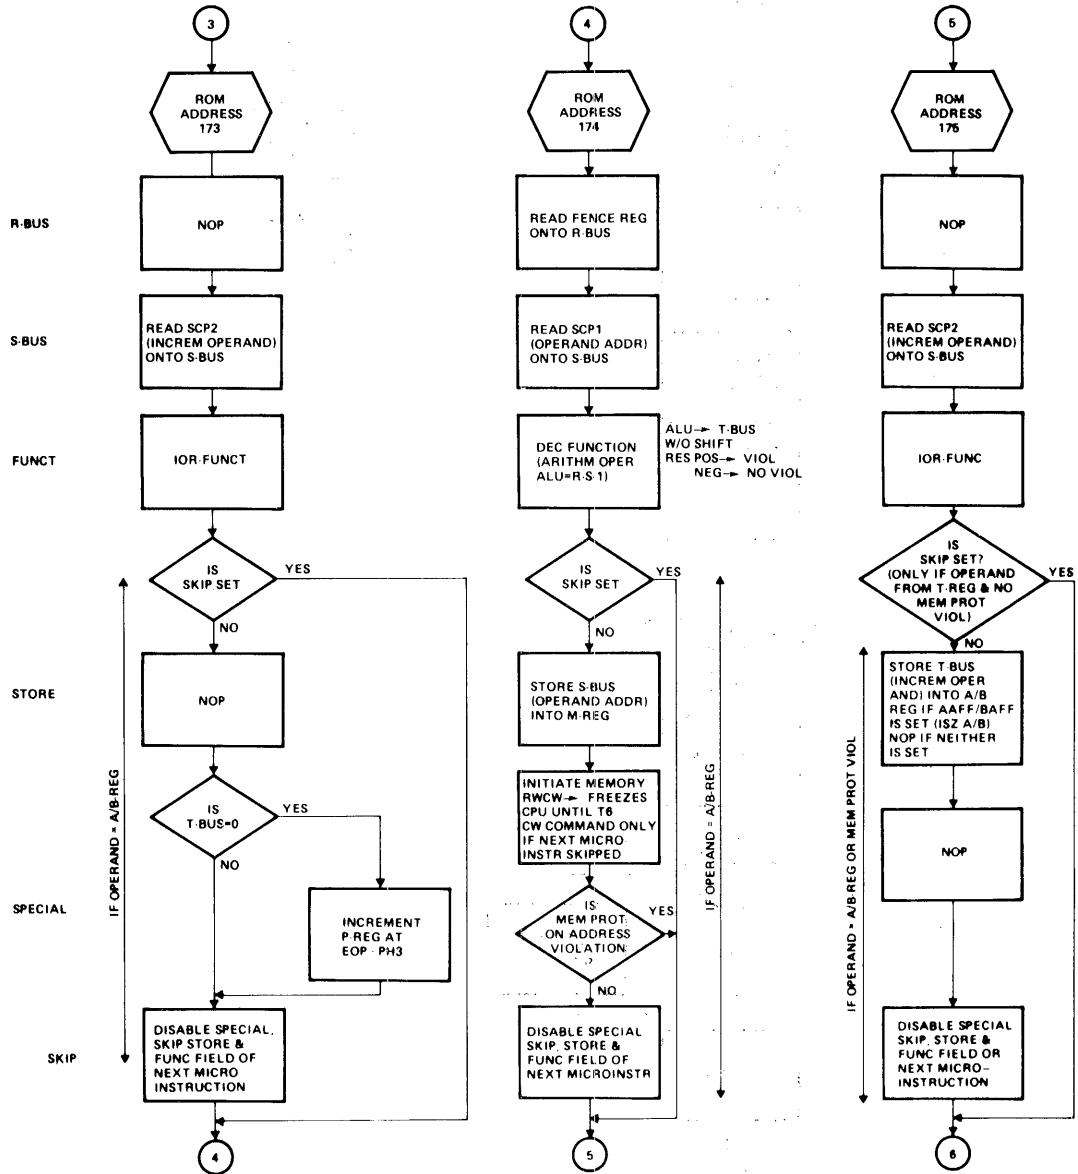 3
ROM
ADDRESS
173
NOP
READ SCP2
(INCREM OPERAND)
ONTO S-BUS
IOR-FUNCT
IS
SKIP SET
YES
NO
NOP
IS
T-BUS=0
YES
NO
INCREMENT
P-REG AT
EOP - PH3
DISABLE SPECIAL,
SKIP STORE &
FUNC FIELD OF
NEXT MICRO
INSTRUCTION
4
R-BUS
S-BUS
FUNCT
STORE
SPECIAL
SKIP
IF OPERAND = A/B-REG
4
ROM
ADDRESS
174
READ FENCE REG
ONTO R-BUS
READ SCP1
(OPERAND ADDR)
ONTO S-BUS
DEC FUNCTION
(ARITHM OPER
ALU=R-S-1)
ALU→ T-BUS
W/O SHIFT
RES POS→ VIOL
NEG→ NO VIOL
IS
SKIP SET
YES
NO
STORE S-BUS
(OPERAND ADDR)
INTO M-REG
INITIATE MEMORY
RWCW→ FREEZES
CPU UNTIL T6
CW COMMAND ONLY
IF NEXT MICRO-
INSTR SKIPPED
IS
MEM PROT
ON ADDRESS
VIOLATION
?
YES
NO
DISABLE SPECIAL
SKIP, STORE &
FUNC FIELD OF
NEXT MICROINSTR
5
IF OPERAND = A/B-REG
5
ROM
ADDRESS
175
NOP
READ SCP2
(INCREM OPERAND)
ONTO S-BUS
IOR-FUNC
IS
SKIP SET?
(ONLY IF OPERAND
FROM T-REG & NO
MEM PROT
VIOL)
YES
NO
STORE T-BUS
(INCREM OPER
AND) INTO A/B
REG IF AAFF/BAFF
IS SET (ISZ A/B)
NOP IF NEITHER
IS SET
NOP
DISABLE SPECIAL
SKIP, STORE &
FUNC FIELD OR
NEXT MICRO-
INSTRUCTION
6
IF OPERAND = A/B-REG OR MEM PROT VIOL